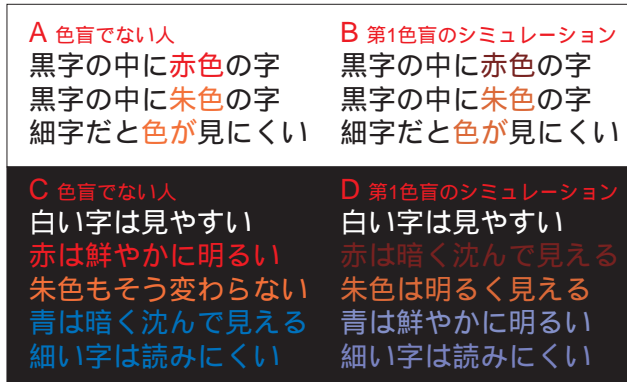 A 色盲でない人
黒字の中に赤色の字
黒字の中に朱色の字
細字だと色が見にくい
B 第1色盲のシミュレーション
黒字の中に赤色の字
黒字の中に朱色の字
細字だと色が見にくい
C 色盲でない人
白い字は見やすい
赤は鮮やかに明るい
朱色もそう変わらない
青は暗く沈んで見える
細い字は読みにくい
D 第1色盲のシミュレーション
白い字は見やすい
赤は暗く沈んで見える
朱色は明るく見える
青は鮮やかに明るい
細い字は読みにくい